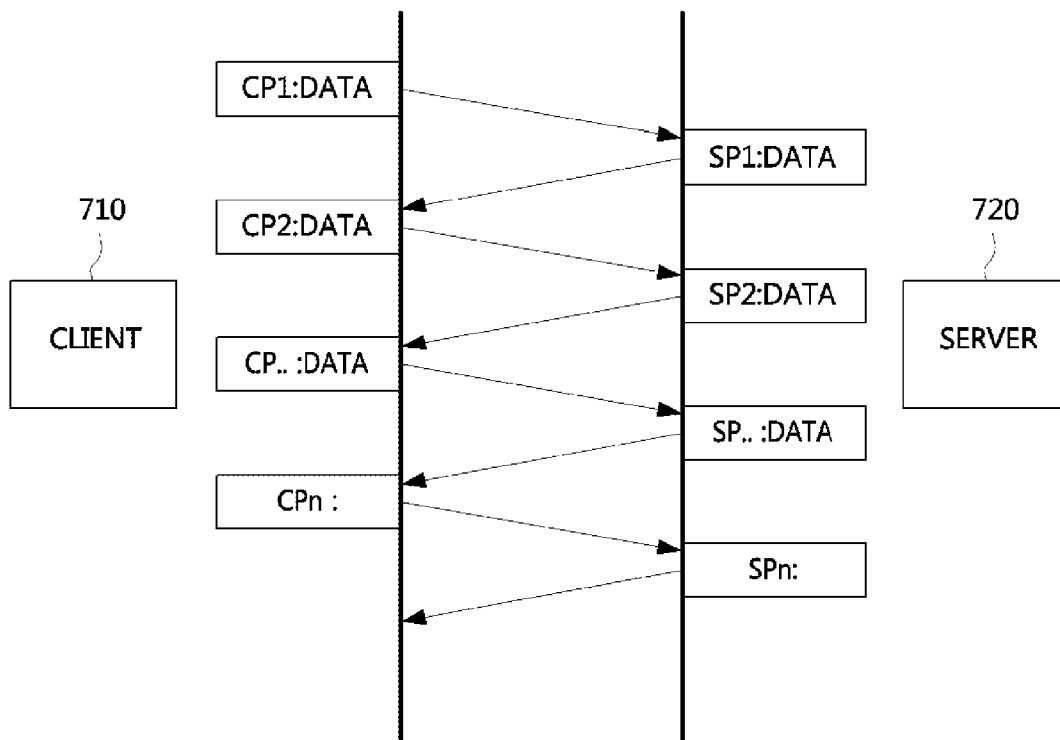 CP1:DATA
SP1:DATA
710
720
CP2:DATA
SP2:DATA
CLIENT
SERVER
CP.. :DATA
SP.. :DATA
CPn :
SPn: